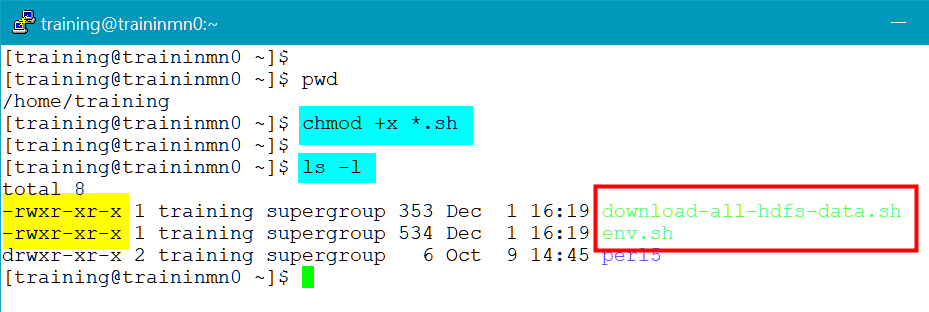 training@traininmn0:~
[training@traininmn0 ~]$
[training@traininmn0 ~]$ pwd
/home/training
[training@traininmn0 ~]$ chmod +x *.sh
[training@traininmn0 ~]$
[training@traininmn0 ~]$ ls -l
total 8
-rwxr-xr-x 1 training supergroup 353 Dec  1 16:19 download-all-hdfs-data.sh
-rwxr-xr-x 1 training supergroup 534 Dec  1 16:19 env.sh
drwxr-xr-x 2 training supergroup   6 Oct  9 14:45 perl5
[training@traininmn0 ~]$